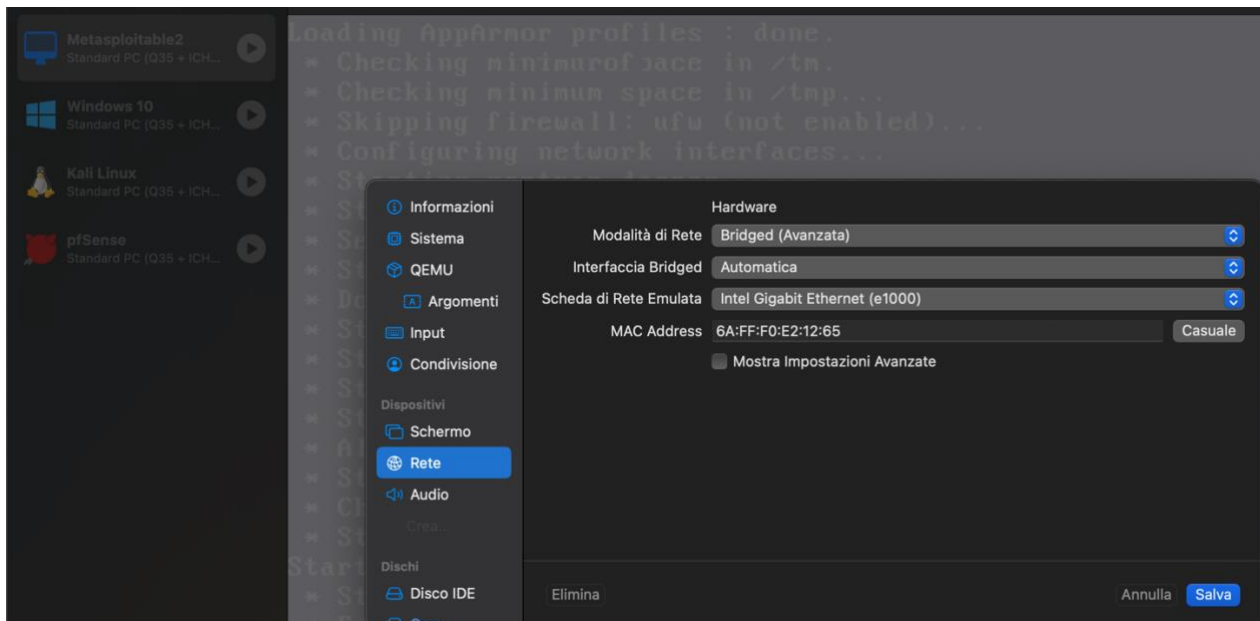 Metasploitable2
Standard PC (Q35 + ICH...
Windows 10
Standard PC (Q35 + ICH...
Kali Linux
Standard PC (Q35 + ICH...
pfSense
Standard PC (Q35 + ICH...
Loading AppArmor profiles : done.
* Checking in /tm.
* Checking minimum space in /tmp...
* Skipping firewall: ufw (not enabled)...
* Configuring network interfaces...
Informazioni
Sistema
QEMU
Argomenti
Input
Condivisione
Dispositivi
Schermo
Rete
Audio
Crea...
Dischi
Disco IDE
Hardware
Modalità di Rete Bridged (Avanzata)
Interfaccia Bridged Automatica
Scheda di Rete Emulata Intel Gigabit Ethernet (e1000)
MAC Address 6A:FF:F0:E2:12:65 Casuale
Mostra Impostazioni Avanzate
Elimina Annulla Salva